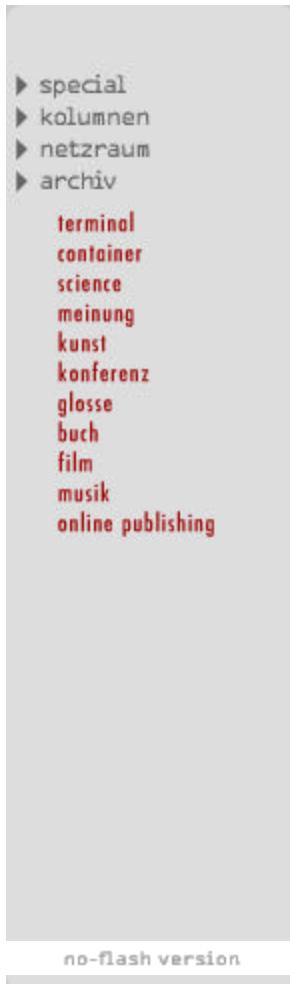 special
kolumnen
netzraum
archiv
terminal
container
science
meinung
kunst
konferenz
glosse
buch
film
musik
online publishing
no-flash version